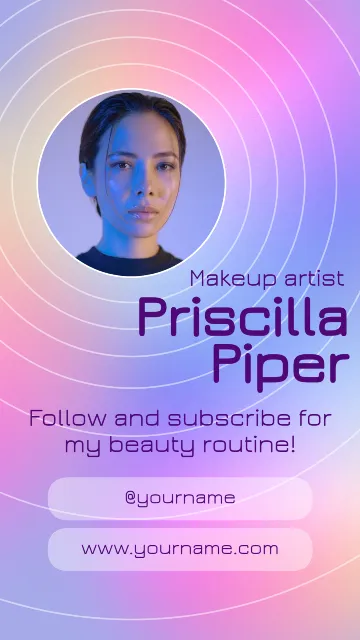 Makeup artist
Priscilla
Piper
Follow and subscribe for
my beauty routine!
@yourname
www.yourname.com